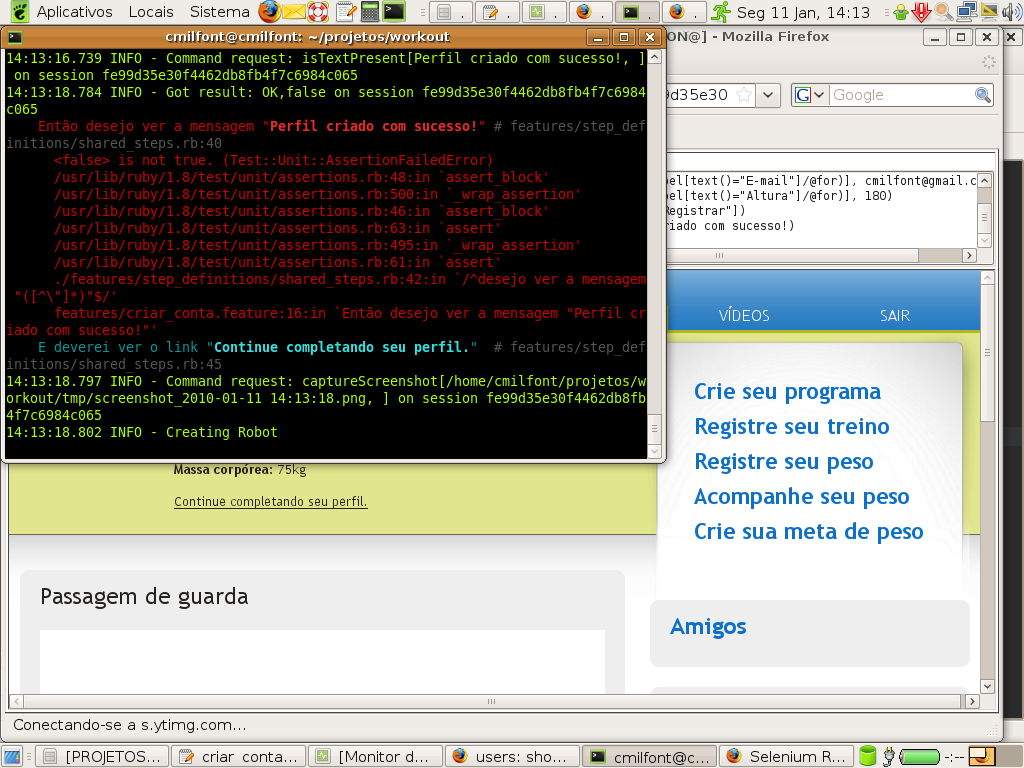 Aplicativos Locais Sistema Seg 11 Jan, 14:13
cmilfont@cmilfont: ~/projetos/workout
ON@] - Mozilla Firefox
14:13:16.739 INFO - Command request: isTextPresent[Perfil criado com sucesso!, ]
on session fe99d35e30f4462db8fb4f7c6984c065
14:13:18.784 INFO - Got result: OK,false on session fe99d35e30f4462db8fb4f7c6984
c065
Então desejo ver a mensagem "Perfil criado com sucesso!" # features/step_def
initions/shared_steps.rb:40
<false> is not true. (Test::Unit::AssertionFailedError)
/usr/lib/ruby/1.8/test/unit/assertions.rb:48:in `assert_block'
/usr/lib/ruby/1.8/test/unit/assertions.rb:500:in `_wrap_assertion'
/usr/lib/ruby/1.8/test/unit/assertions.rb:46:in `assert_block'
/usr/lib/ruby/1.8/test/unit/assertions.rb:63:in `assert'
/usr/lib/ruby/1.8/test/unit/assertions.rb:495:in `_wrap_assertion'
/usr/lib/ruby/1.8/test/unit/assertions.rb:61:in `assert'
./features/step_definitions/shared_steps.rb:42:in `/^desejo ver a mensagem
"([^\"]*)"$/'
features/criar_conta.feature:16:in `Então desejo ver a mensagem "Perfil cr
iado com sucesso!"'
E deverei ver o link "Continue completando seu perfil." # features/step_def
initions/shared_steps.rb:45
14:13:18.797 INFO - Command request: captureScreenshot[/home/cmilfont/projetos/w
orkout/tmp/screenshot_2010-01-11 14:13:18.png, ] on session fe99d35e30f4462db8fb
4f7c6984c065
14:13:18.802 INFO - Creating Robot
9d35e30
Google
bel[text()="E-mail"]/@for)], cmilfont@gmail.c
bel[text()="Altura"]/@for)], 180)
Registrar"])
riado com sucesso!)
VÍDEOS SAIR
Crie seu programa
Registre seu treino
Registre seu peso
Acompanhe seu peso
Crie sua meta de peso
Massa corpórea: 75kg
Continue completando seu perfil.
Passagem de guarda
Amigos
Conectando-se a s.ytimg.com...
[PROJETOS... criar conta... [Monitor d... users: sho... cmilfont@c... Selenium R... -:--